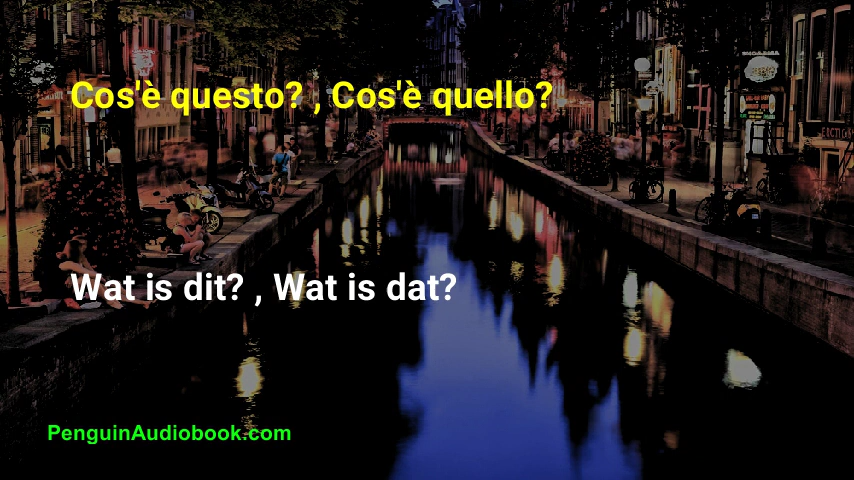 Cos'è questo? , Cos'è quello?
Wat is dit? , Wat is dat?
PenguinAudiobook.com